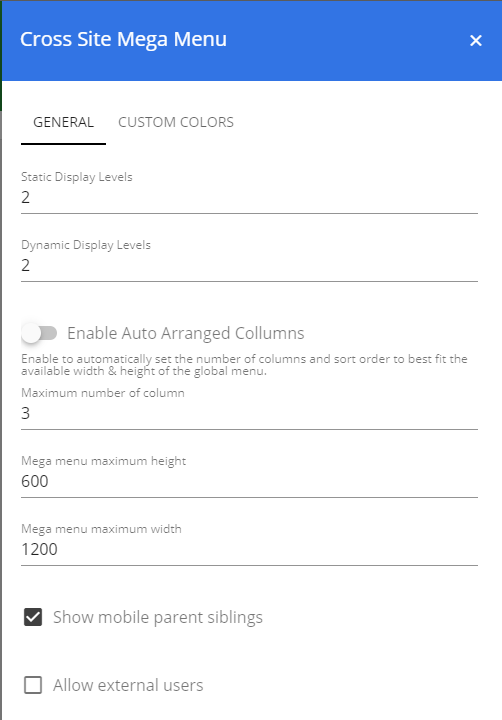 Cross Site Mega Menu
GENERAL CUSTOM COLORS
Static Display Levels
2
Dynamic Display Levels
2
Enable Auto Arranged Collumns
Enable to automatically set the number of columns and sort order to best fit the
available width & height of the global menu.
Maximum number of column
3
Mega menu maximum height
600
Mega menu maximum width
1200
Show mobile parent siblings
Allow external users